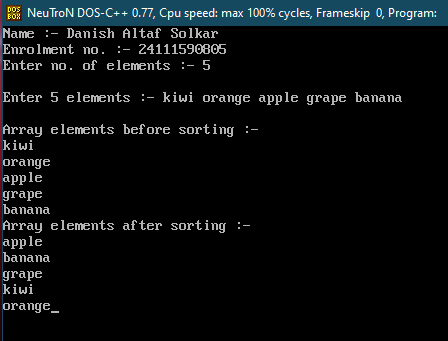 DOS BOX
NeuTroN DOS-C++ 0.77, Cpu speed: max 100% cycles, Frameskip 0, Program:
Name :- Danish Altaf Solkar
Enrolment no. :- 24111590805
Enter no. of elements :- 5
Enter 5 elements :- kiwi orange apple grape banana
Array elements before sorting :-
kiwi
orange
apple
grape
banana
Array elements after sorting :-
apple
banana
grape
kiwi
orange_